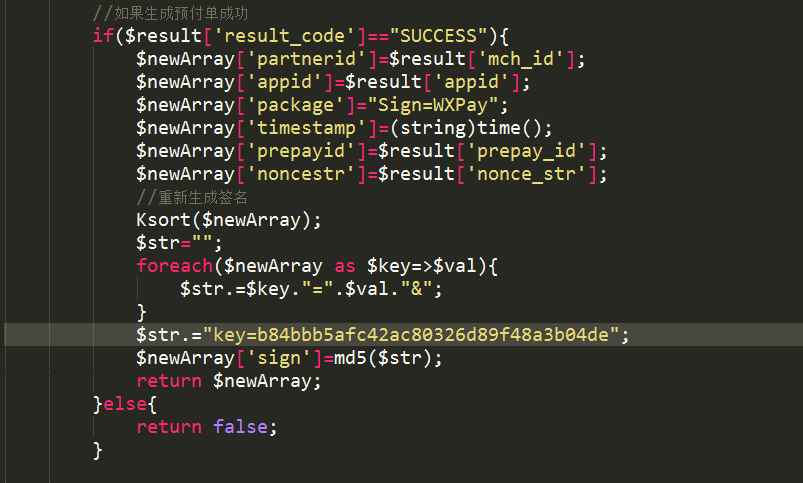 //如果生成预付单成功
if($result['result_code']=="SUCCESS"){
$newArray['partnerid']=$result['mch_id'];
$newArray['appid']=$result['appid'];
$newArray['package']="Sign=WXPay";
$newArray['timestamp']=(string)time();
$newArray['prepayid']=$result['prepay_id'];
$newArray['noncestr']=$result['nonce_str'];
//重新生成签名
Ksort($newArray);
$str="";
foreach($newArray as $key=>$val){
$str.=$key."=".$val."&";
}
$str.="key=b84bbb5afc42ac80326d89f48a3b04de";
$newArray['sign']=md5($str);
return $newArray;
}else{
return false;
}